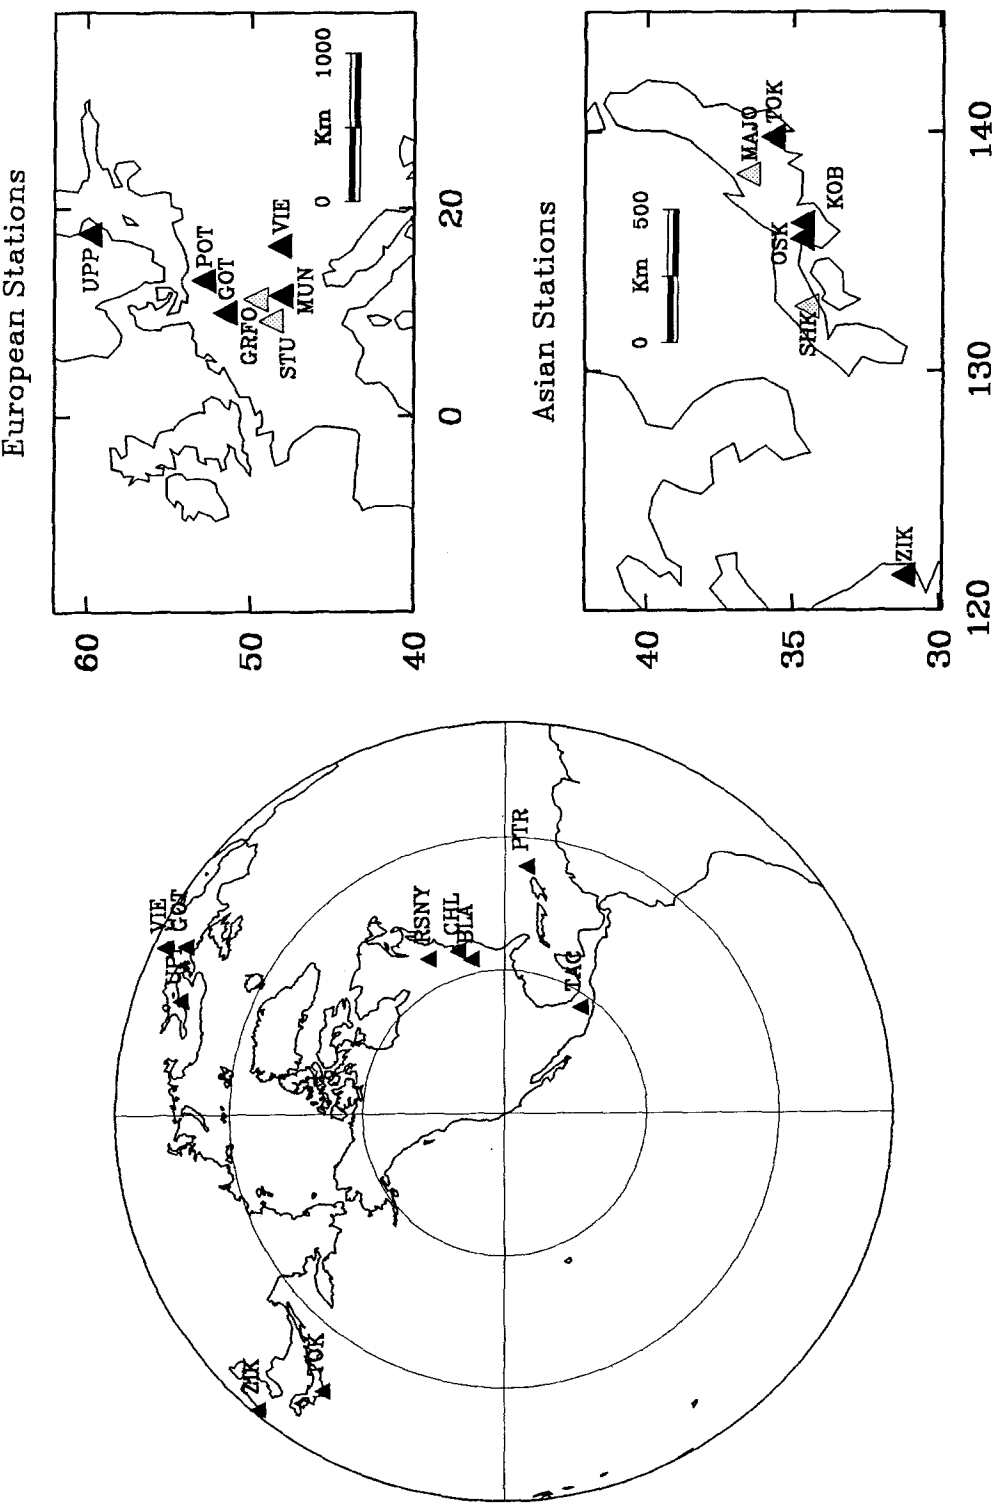 European Stations
UPP
POT
GOT
GRFO
STU
MUN
VIE
0 Km 1000
60
50
40
0
20
Asian Stations
MAJO
TOK
KOB
OSK
SHK
ZIK
0 Km 500
40
35
30
120
130
140
VIE
GOT
UPP
RSNY
CHL
BLA
PTR
TAC
ZIK
TOK